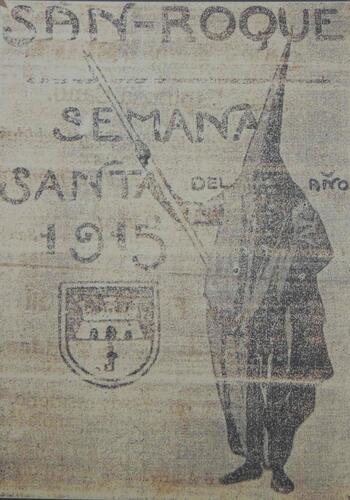 SAN-ROQUE
SEMANA
SANTA DEL AÑO
1915